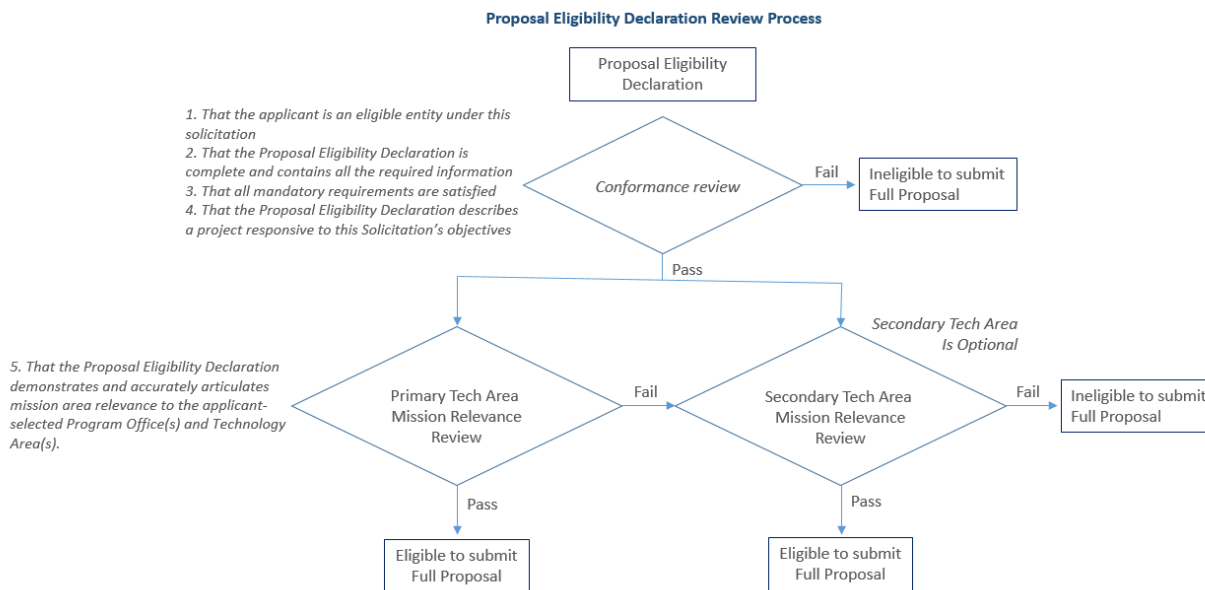 Proposal Eligibility Declaration Review Process
Proposal Eligibility
Declaration
1. That the applicant is an eligible entity under this
solicitation
2. That the Proposal Eligibility Declaration is
complete and contains all the required information
3. That all mandatory requirements are satisfied
4. That the Proposal Eligibility Declaration describes
a project responsive to this Solicitation's objectives
Conformance review
Fail
Ineligible to submit
Full Proposal
Pass
Secondary Tech Area
Is Optional
5. That the Proposal Eligibility Declaration
demonstrates and accurately articulates
mission area relevance to the applicant-
selected Program Office(s) and Technology
Area(s).
Primary Tech Area
Mission Relevance
Review
Fail
Secondary Tech Area
Mission Relevance
Review
Fail
Ineligible to submit
Full Proposal
Pass
Pass
Eligible to submit
Full Proposal
Eligible to submit
Full Proposal